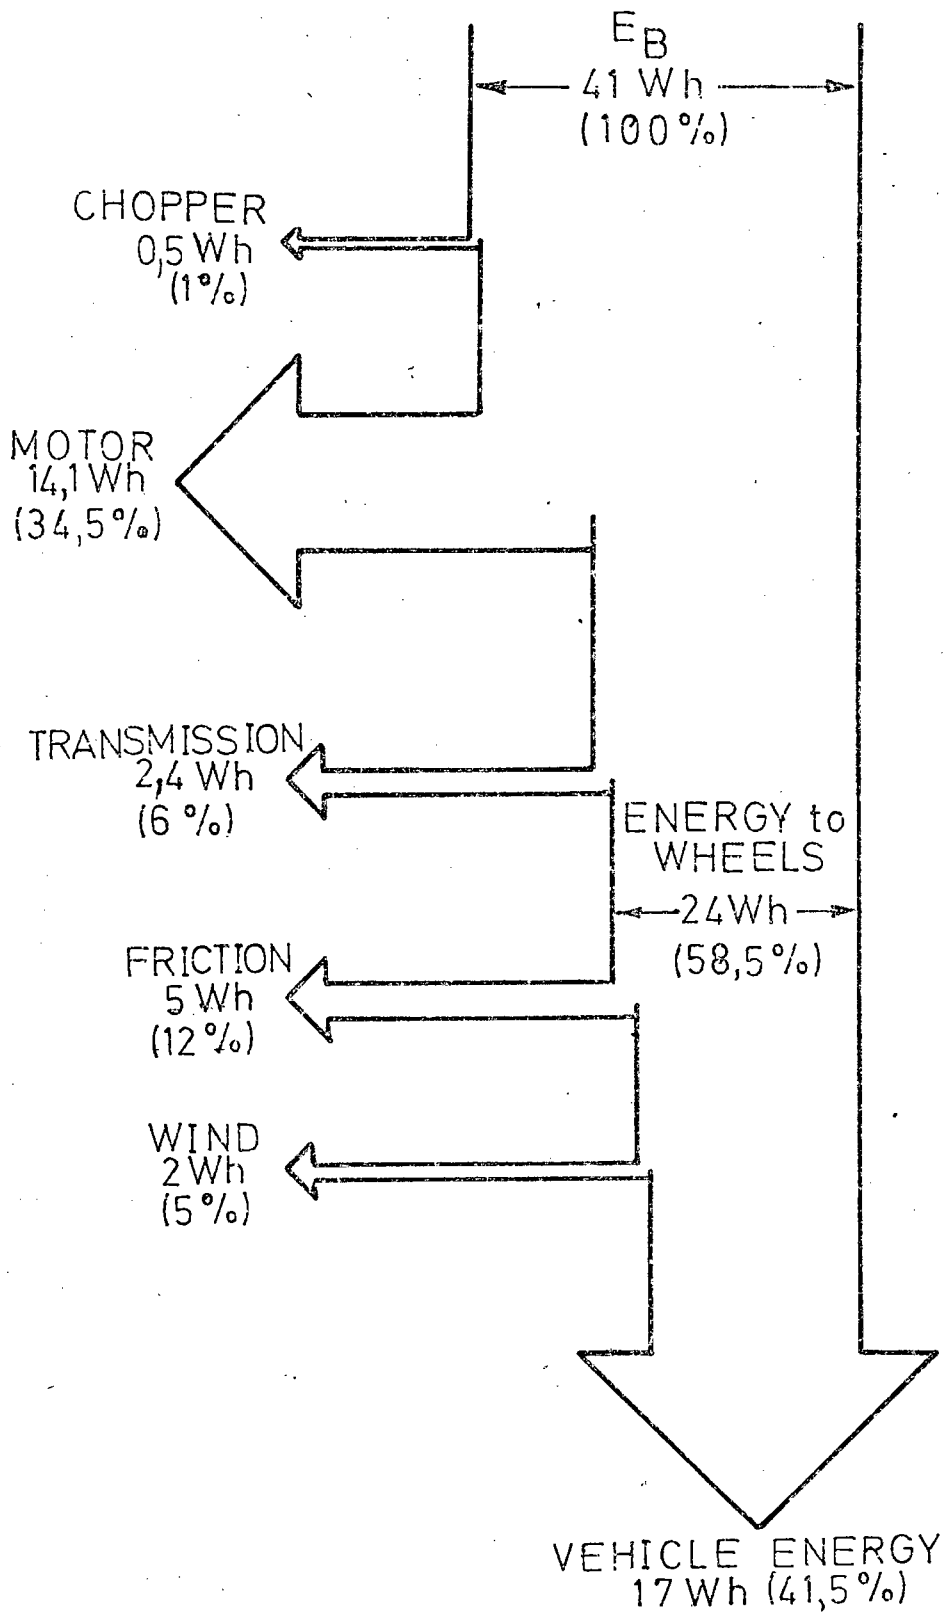 E_B
41 Wh
(100%)
CHOPPER
0,5 Wh
(1%)
MOTOR
14,1 Wh
(34,5%)
TRANSMISSION
2,4 Wh
(6%)
ENERGY to
WHEELS
24Wh
(58,5%)
FRICTION
5 Wh
(12%)
WIND
2 Wh
(5%)
VEHICLE ENERGY
17 Wh (41,5%)